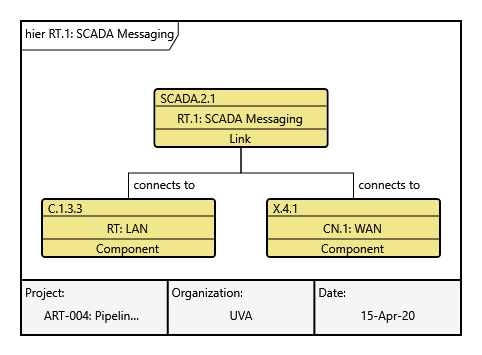 hier RT.1: SCADA Messaging
SCADA.2.1
RT.1: SCADA Messaging
Link
connects to
connects to
C.1.3.3
RT: LAN
Component
X.4.1
CN.1: WAN
Component
Project:
ART-004: Pipelin...
Organization:
UVA
Date:
15-Apr-20